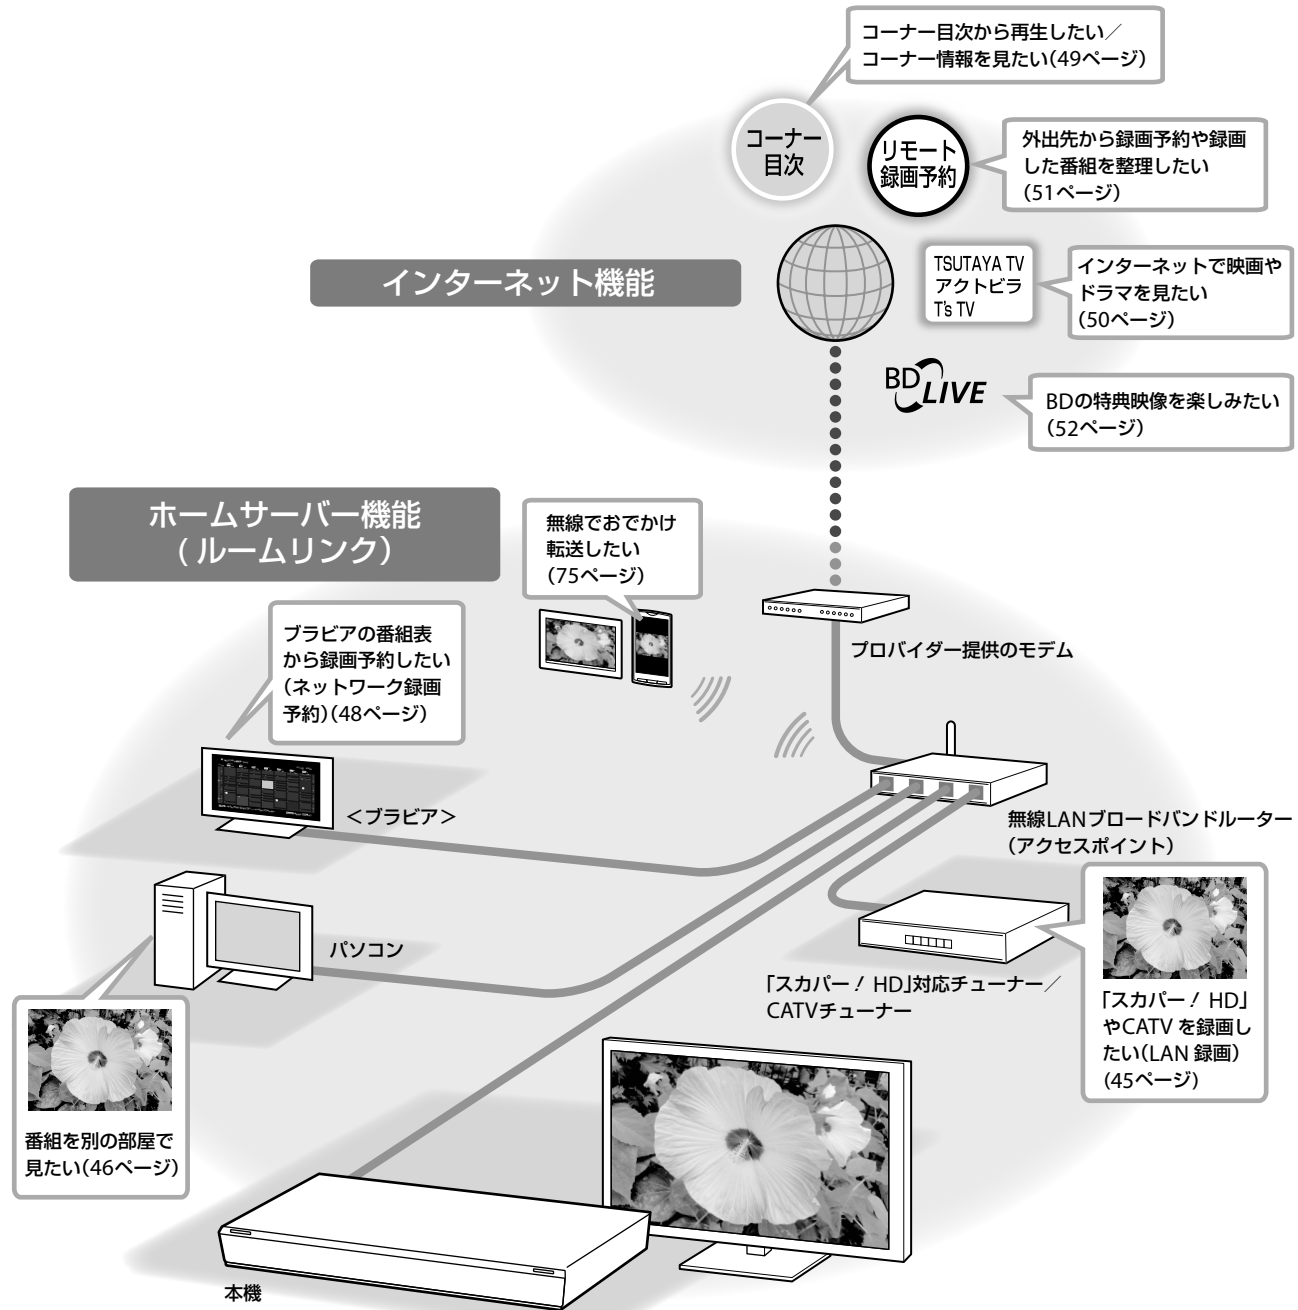 コーナー目次から再生したい／
コーナー情報を見たい(49ページ)
コーナー
目次
リモート
録画予約
外出先から録画予約や録画
した番組を整理したい
(51ページ)
インターネット機能
TSUTAYA TV
アクトビラ
T's TV
インターネットで映画や
ドラマを見たい
(50ページ)
BD LIVE
BDの特典映像を楽しみたい
(52ページ)
ホームサーバー機能
(ルームリンク)
無線でおでかけ
転送したい
(75ページ)
ブラビアの番組表
から録画予約したい
(ネットワーク録画
予約)(48ページ)
プロバイダー提供のモデム
＜ブラビア＞
無線LANブロードバンドルーター
(アクセスポイント)
パソコン
「スカパー！HD」対応チューナー／
CATVチューナー
「スカパー！HD」
やCATV を録画し
たい(LAN 録画)
(45ページ)
番組を別の部屋で
見たい(46ページ)
本機